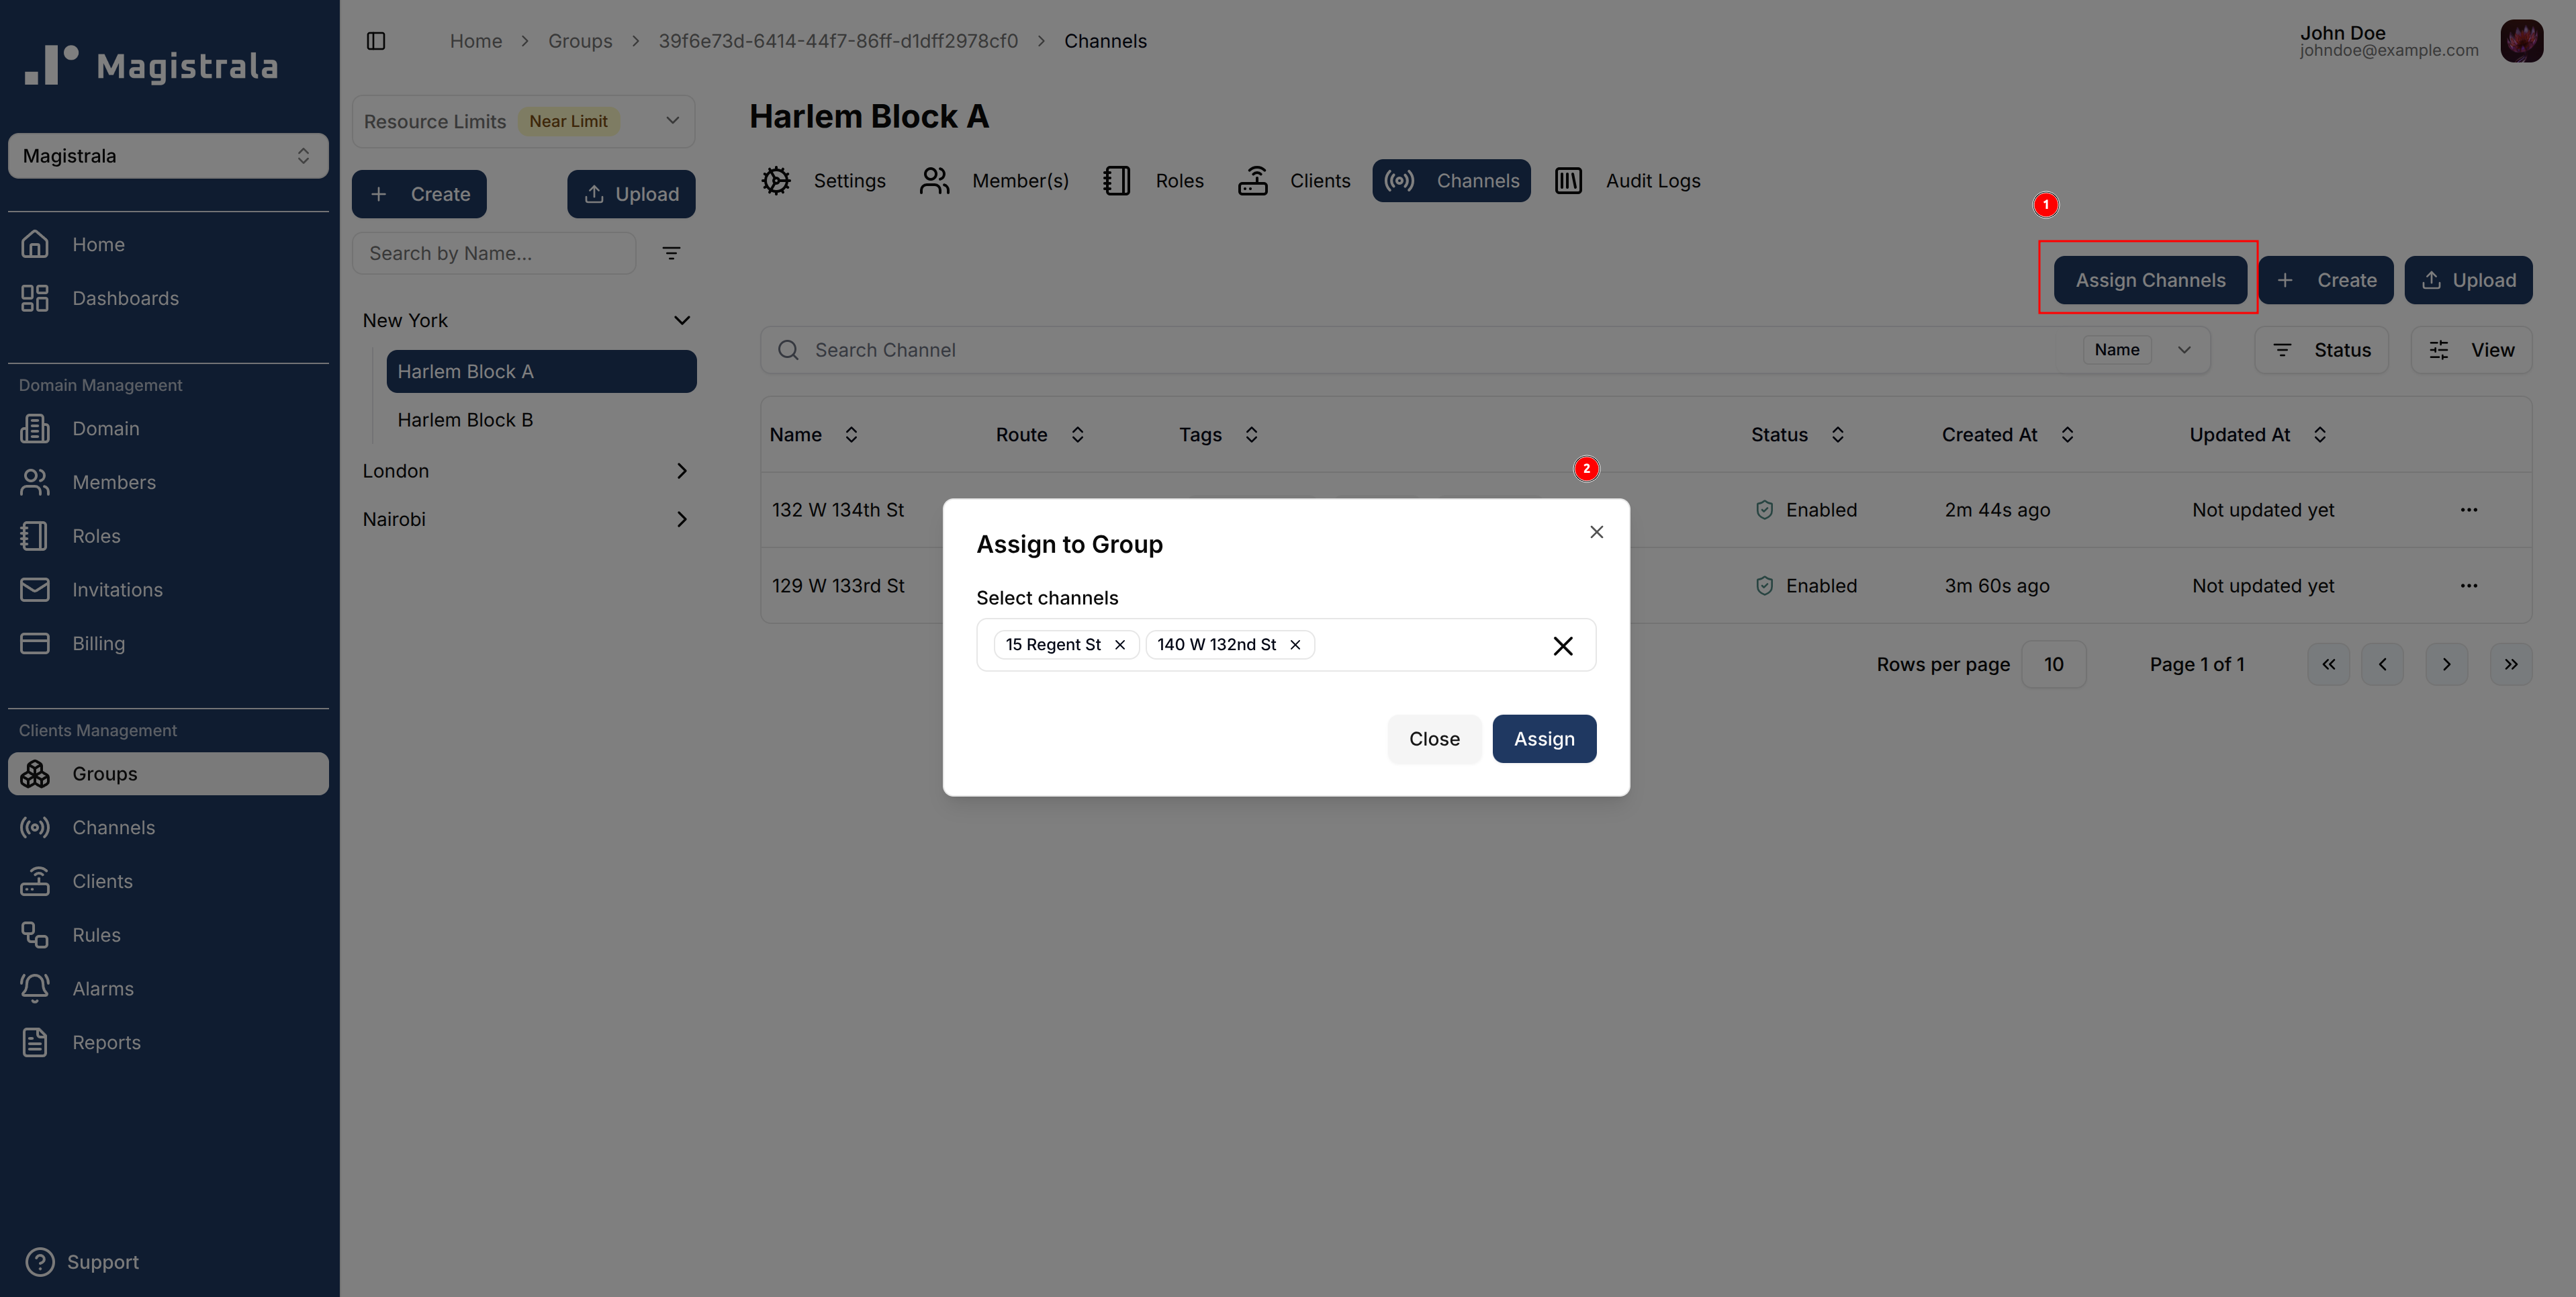 Magistrala
Magistrala
Home
Dashboards
Domain Management
Domain
Members
Roles
Invitations
Billing
Clients Management
Groups
Channels
Clients
Rules
Alarms
Reports
Support
Home > Groups > 39f6e73d-6414-44f7-86ff-d1dff2978cf0 > Channels
John Doe
johndoe@example.com
Resource Limits Near Limit
Create Upload
Search by Name...
New York
Harlem Block A
Harlem Block B
London
Nairobi
Harlem Block A
Settings Member(s) Roles Clients Channels Audit Logs
1
Assign Channels Create Upload
Search Channel Name Status View
Name Route Tags Status Created At Updated At
2
132 W 134th St Enabled 2m 44s ago Not updated yet
129 W 133rd St Enabled 3m 60s ago Not updated yet
Rows per page 10 Page 1 of 1
Assign to Group
Select channels
15 Regent St 140 W 132nd St
Close Assign